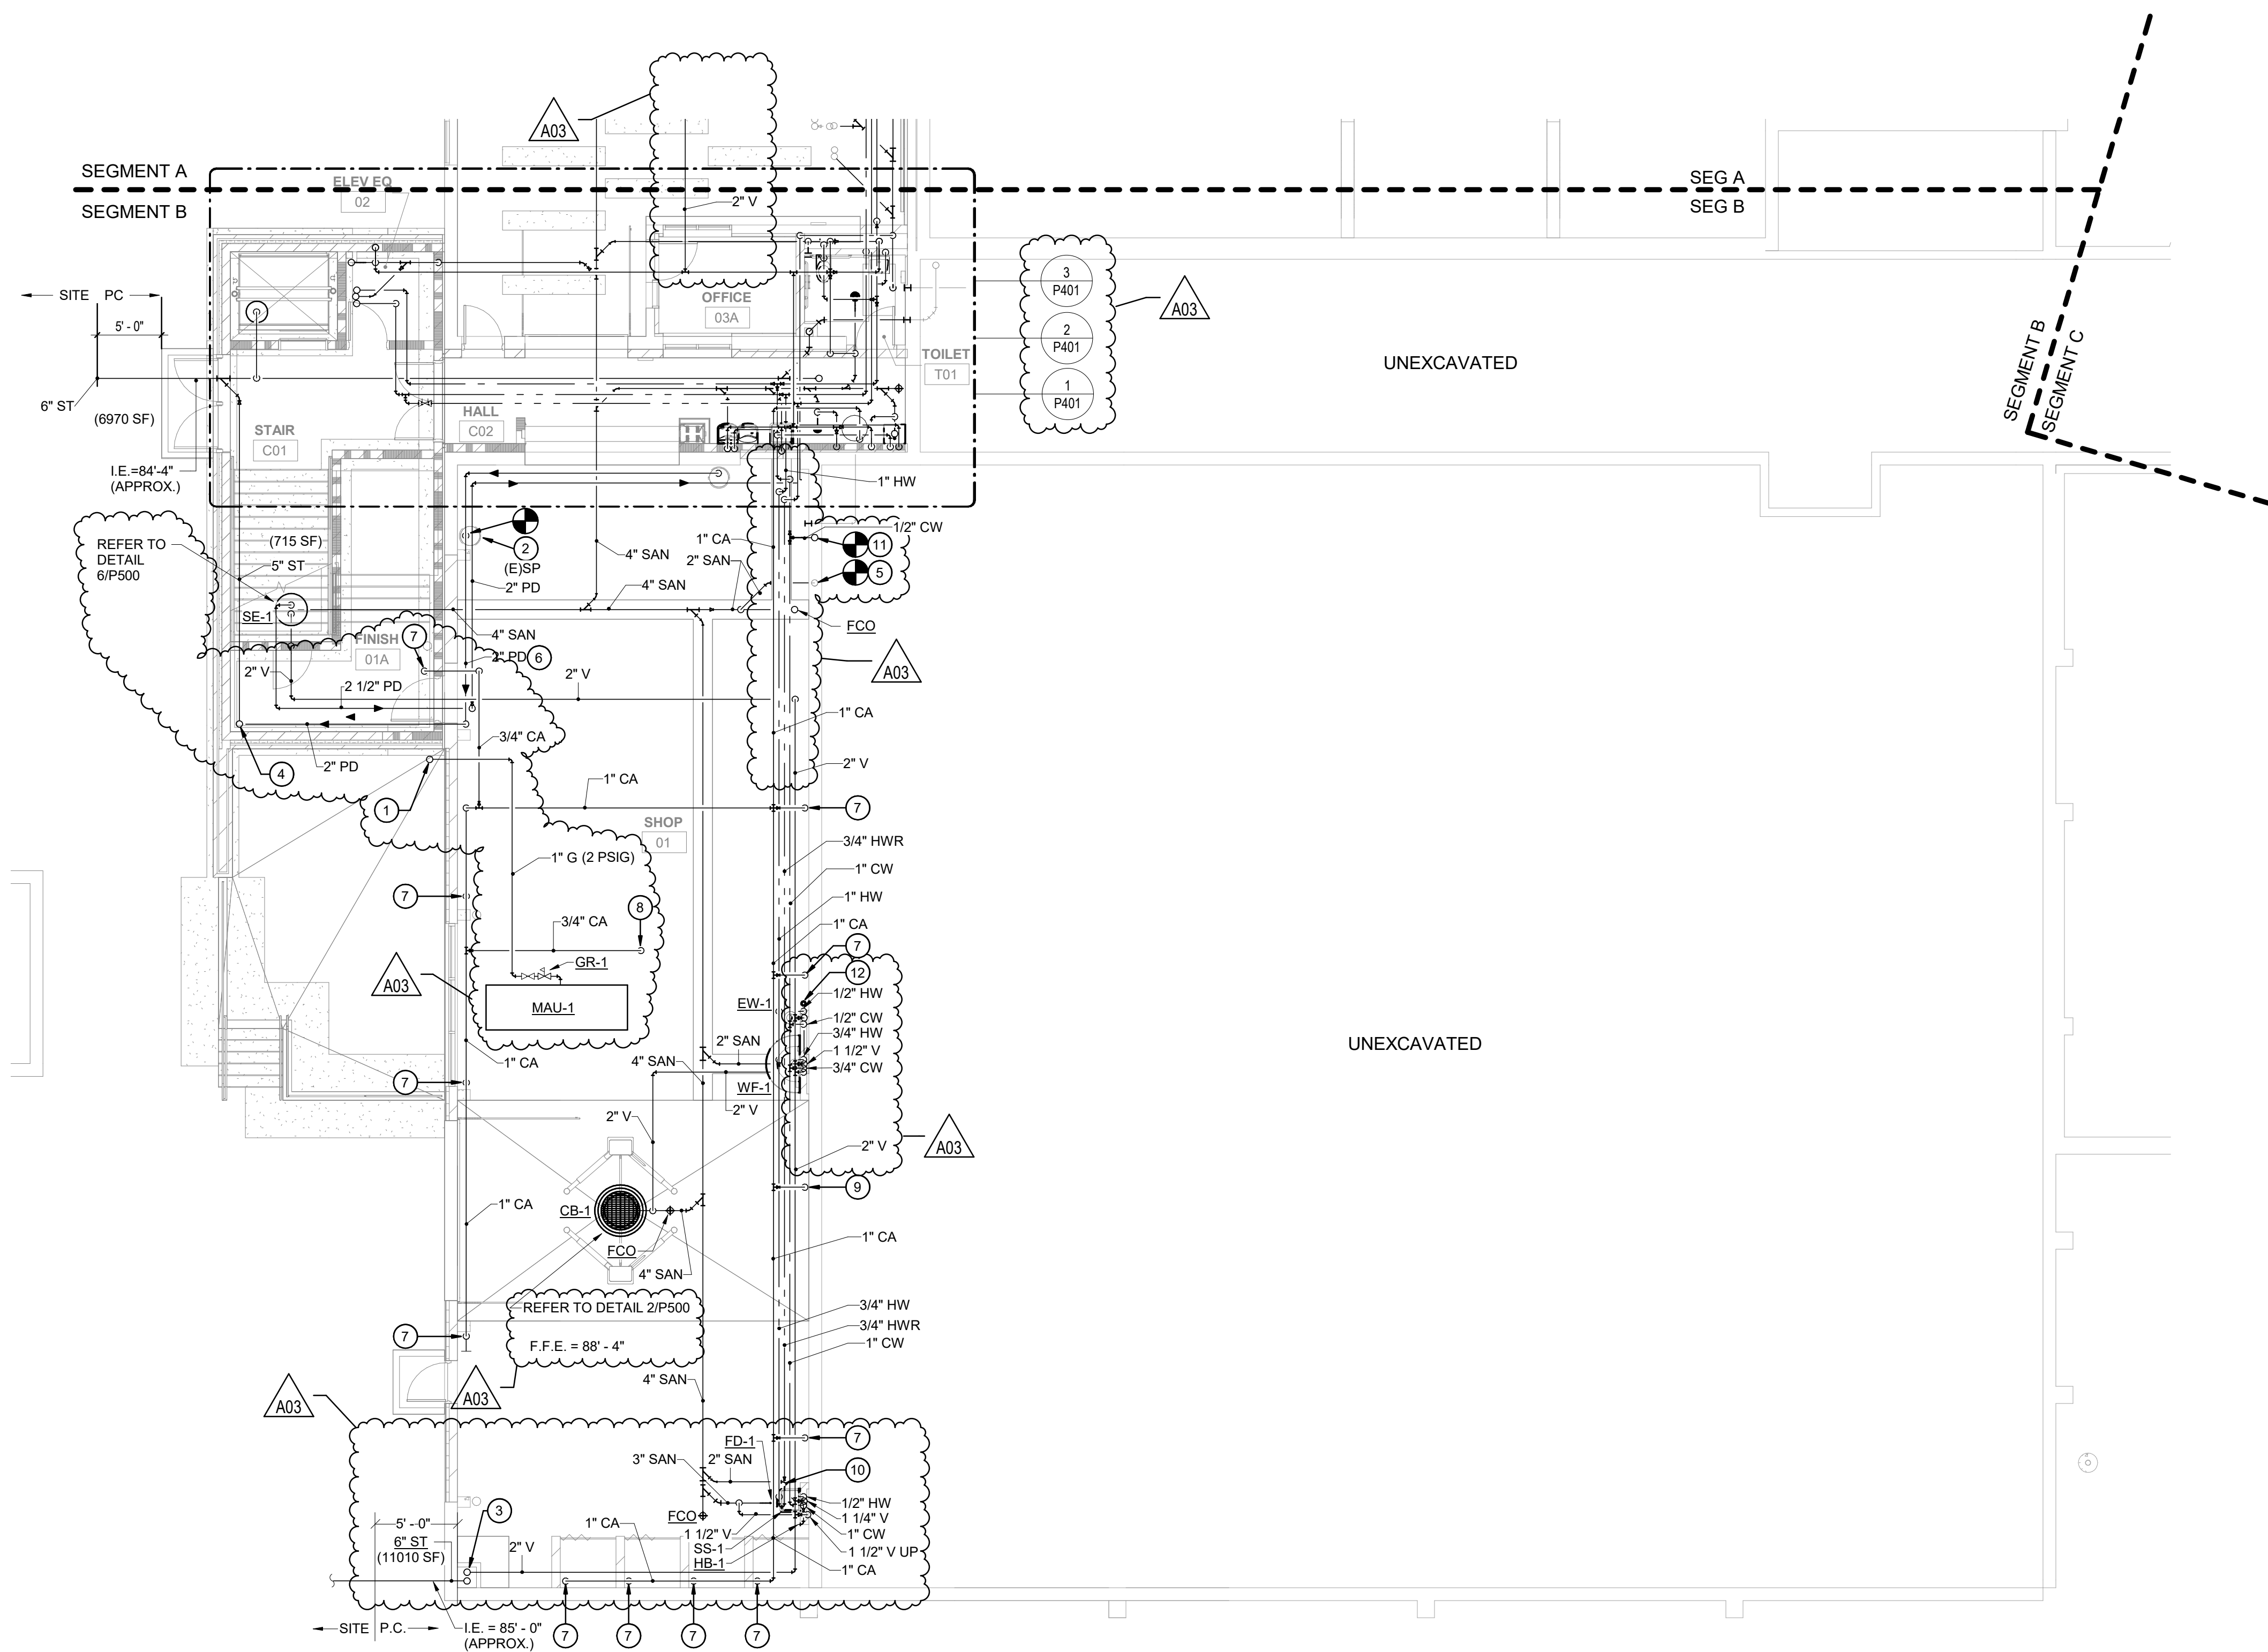 A03
SEGMENT A
SEGMENT B
ELEV EQ
02
2" V
SEG A
SEG B
SITE
PC
5' - 0"
6" ST
(6970 SF)
OFFICE
03A
3
P401
2
P401
1
P401
A03
UNEXCAVATED
SEGMENT B
SEGMENT C
TOILET
T01
HALL
C02
STAIR
C01
I.E.=84'-4"
(APPROX.)
1" HW
REFER TO
DETAIL
6/P500
(715 SF)
5" ST
2
(E)SP
2" PD
4" SAN
1" CA
2" SAN
1/2" CW
11
5
4" SAN
SE-1
FINISH
01A
7
4" SAN
2" PD
6
FCO
A03
2" V
2 1/2" PD
2" V
1" CA
3/4" CA
2" PD
4
2" V
1
1" CA
7
SHOP
01
3/4" HWR
1" G (2 PSIG)
1" CW
7
8
1" HW
3/4" CA
1" CA
7
GR-1
A03
12
MAU-1
EW-1
1/2" HW
1/2" CW
3/4" HW
2" SAN
1 1/2" V
3/4" CW
1" CA
4" SAN
7
WF-1
2" V
2" V
A03
2" V
9
1" CA
CB-1
FCO
1" CA
4" SAN
REFER TO DETAIL 2/P500
F.F.E. = 88' - 4"
3/4" HW
3/4" HWR
1" CW
7
4" SAN
A03
A03
FD-1
7
3" SAN
2" SAN
10
3
FCO
1/2" HW
1 1/4" V
1" CW
1 1/2" V UP
1" CA
5' - 0"
6" ST
(11010 SF)
2" V
1" CA
1 1/2" V
SS-1
HB-1
SITE
P.C.
I.E. = 85' - 0"
(APPROX.)
7
7
7
7
UNEXCAVATED